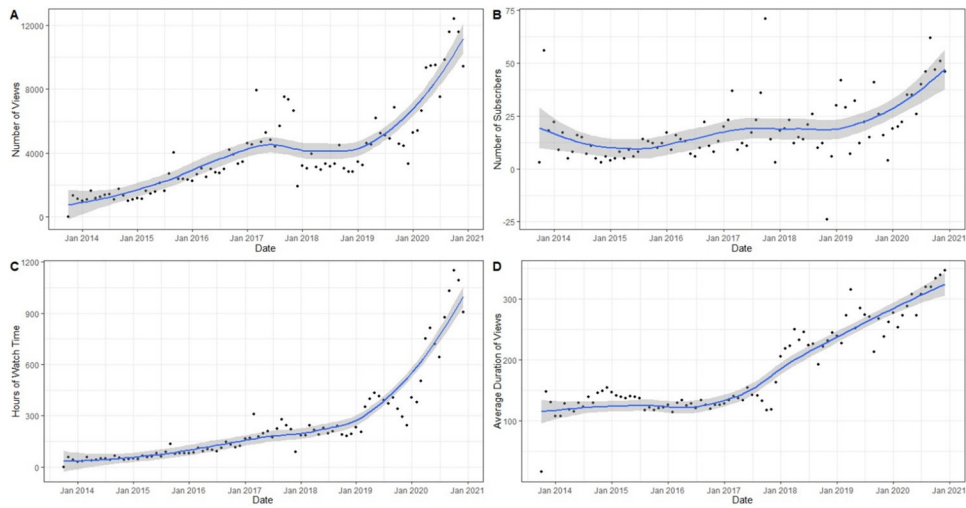 A
Number of Views
12000
8000
4000
0
Jan 2014 Jan 2015 Jan 2016 Jan 2017 Jan 2018 Jan 2019 Jan 2020 Jan 2021
Date
B
Number of Subscribers
75
50
25
0
-25
Jan 2014 Jan 2015 Jan 2016 Jan 2017 Jan 2018 Jan 2019 Jan 2020 Jan 2021
Date
C
Hours of Watch Time
1200
900
600
300
0
Jan 2014 Jan 2015 Jan 2016 Jan 2017 Jan 2018 Jan 2019 Jan 2020 Jan 2021
Date
D
Average Duration of Views
300
200
100
Jan 2014 Jan 2015 Jan 2016 Jan 2017 Jan 2018 Jan 2019 Jan 2020 Jan 2021
Date